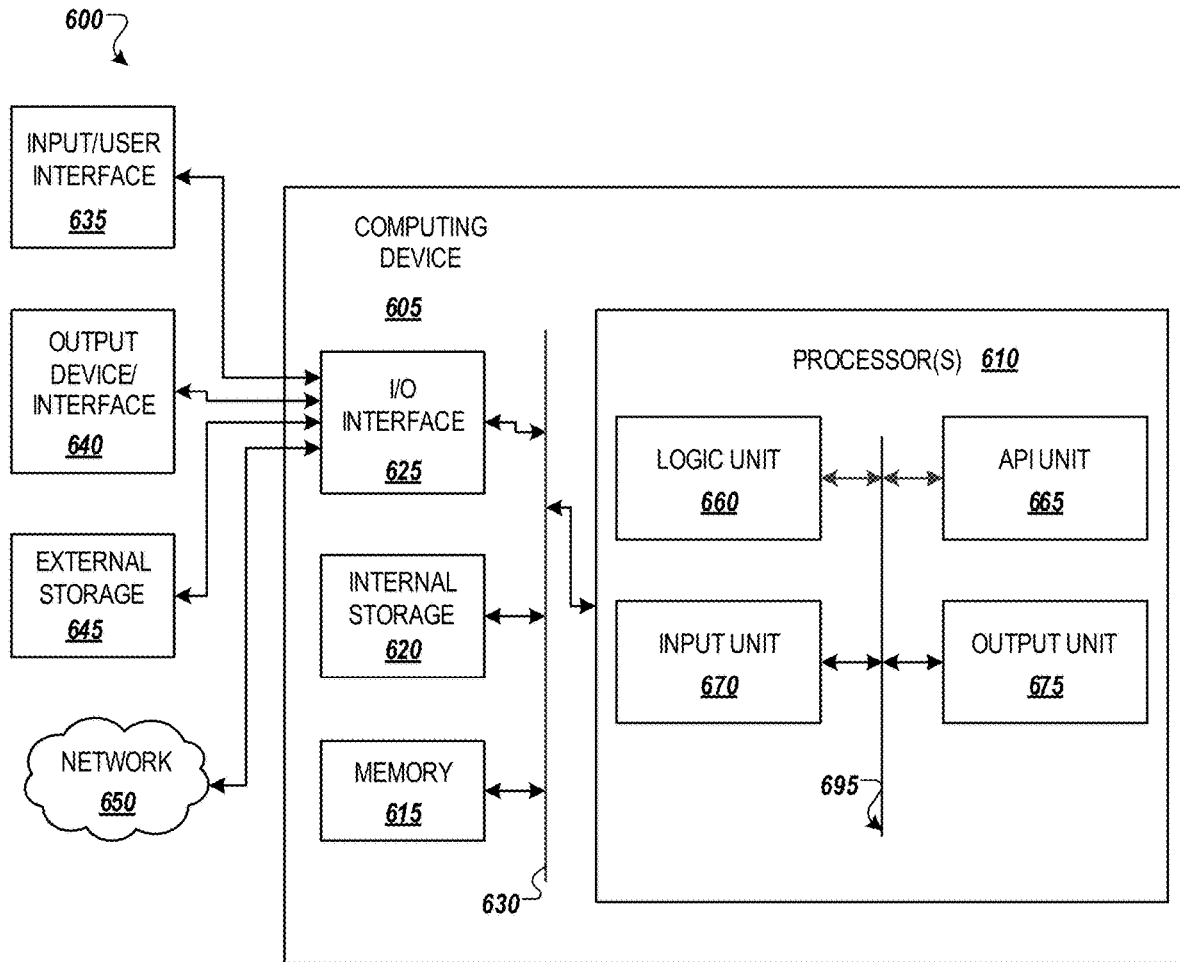 600
INPUT/USER
INTERFACE
635
OUTPUT
DEVICE/
INTERFACE
640
EXTERNAL
STORAGE
645
NETWORK
650
COMPUTING
DEVICE
605
I/O
INTERFACE
625
INTERNAL
STORAGE
620
MEMORY
615
630
PROCESSOR(S) 610
LOGIC UNIT
660
API UNIT
665
INPUT UNIT
670
OUTPUT UNIT
675
695